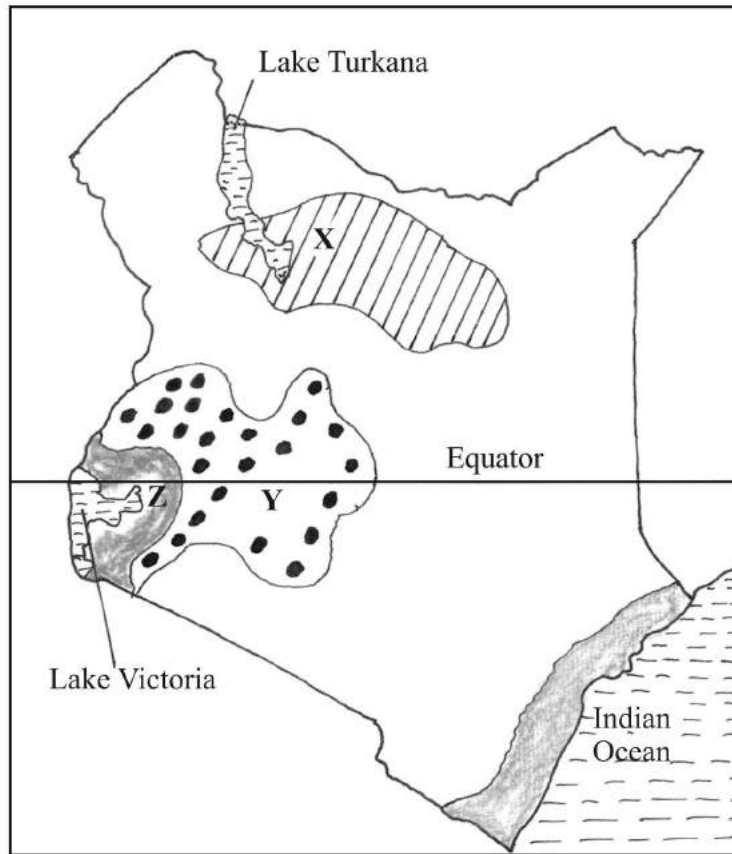 Lake Turkana
X
Equator
Z
Y
Lake Victoria
Indian
Ocean